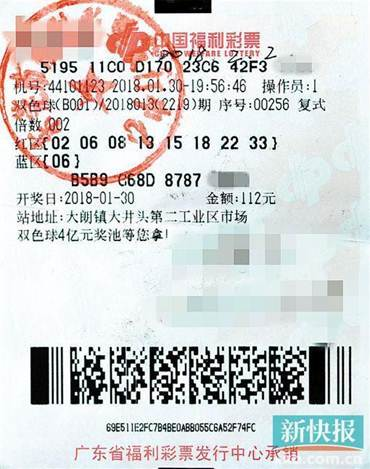 中国福利彩票
CHINA WELFARE LOTTERY
5195 11C0 D170 23C6 42F3
机号:44101123 2018.01.30-19:56:46 操作员:1
双色球(B001)/2018013(2219)期 序号:00256 复式
倍数 002
红区[02 06 08 13 15 18 22 33]
蓝区[06]
B5B9 C68D 8787
开奖日:2018-01-30 金额:112元
站地址:大朗镇大井头第二工业区市场
双色球4亿元奖池等您拿!
69E511E2FC7B4BE0ABB055C6A52F74FC
新快报
广东省福利彩票发行中心承销